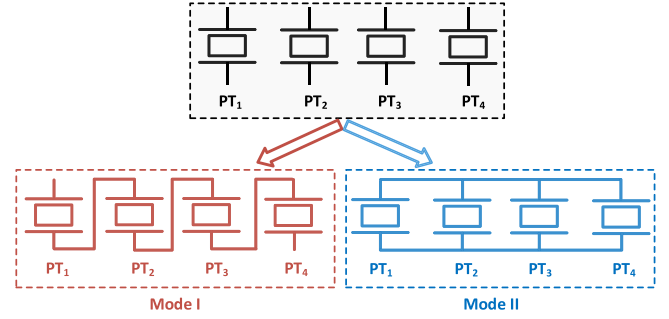 PT₁ PT₂ PT₃ PT₄
PT₁ PT₂ PT₃ PT₄
PT₁ PT₂ PT₃ PT₄
Mode I
Mode II